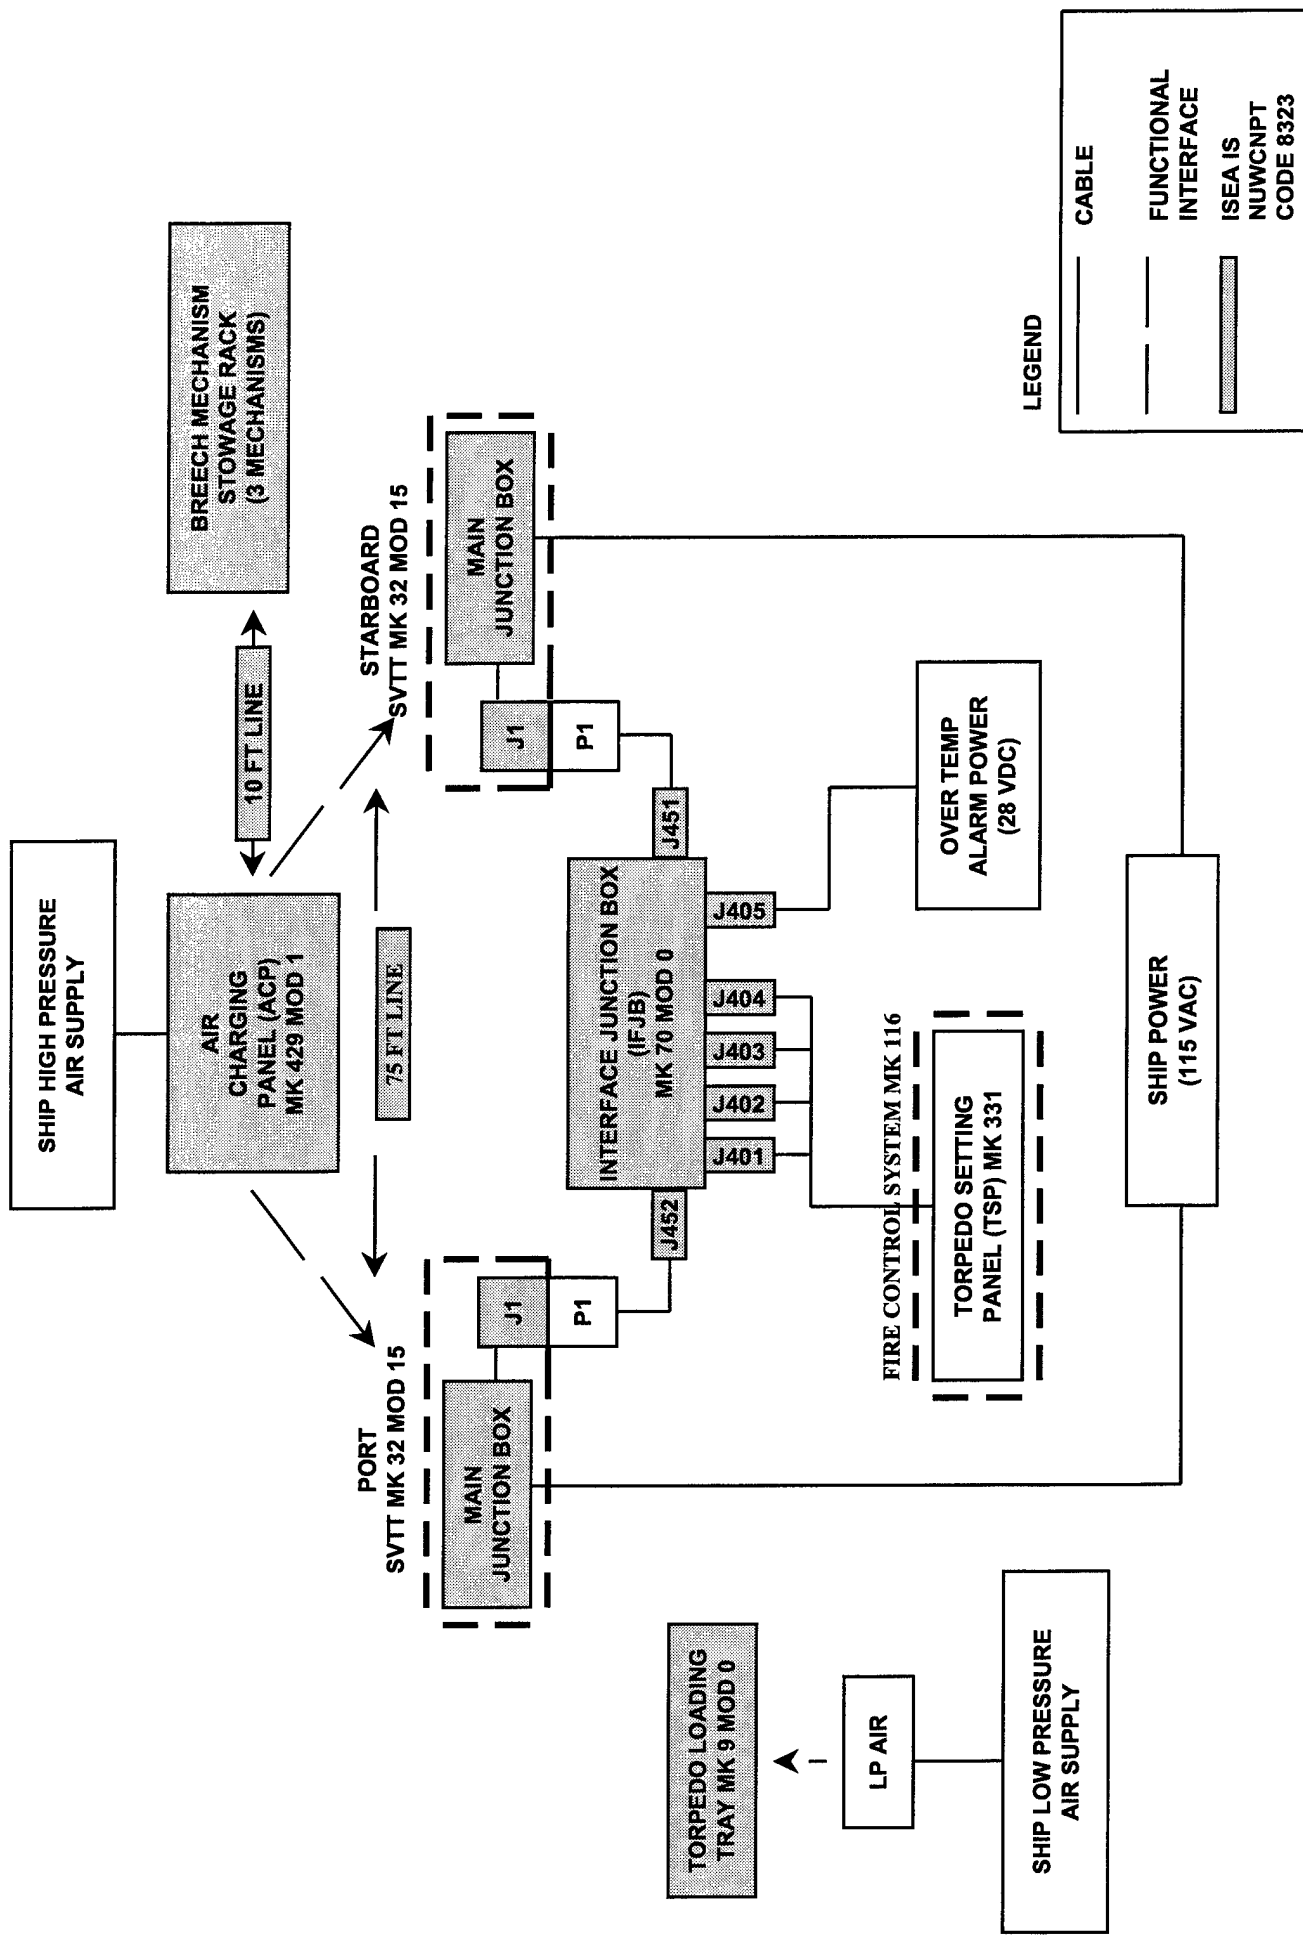 SHIP HIGH PRESSURE
AIR SUPPLY
AIR
CHARGING
PANEL (ACP)
MK 429 MOD 1
10 FT LINE
BREECH MECHANISM
STOWAGE RACK
(3 MECHANISMS)
75 FT LINE
PORT
SVTT MK 32 MOD 15
STARBOARD
SVTT MK 32 MOD 15
MAIN
JUNCTION BOX
J1
P1
J1
P1
MAIN
JUNCTION BOX
J452
INTERFACE JUNCTION BOX
(IFJB)
MK 70 MOD 0
J451
J401
J402
J403
J404
J405
TORPEDO LOADING
TRAY MK 9 MOD 0
LP AIR
SHIP LOW PRESSURE
AIR SUPPLY
FIRE CONTROL SYSTEM MK 116
TORPEDO SETTING
PANEL (TSP) MK 331
OVER TEMP
ALARM POWER
(28 VDC)
SHIP POWER
(115 VAC)
LEGEND
CABLE
FUNCTIONAL
INTERFACE
ISEA IS
NUWCNPT
CODE 8323